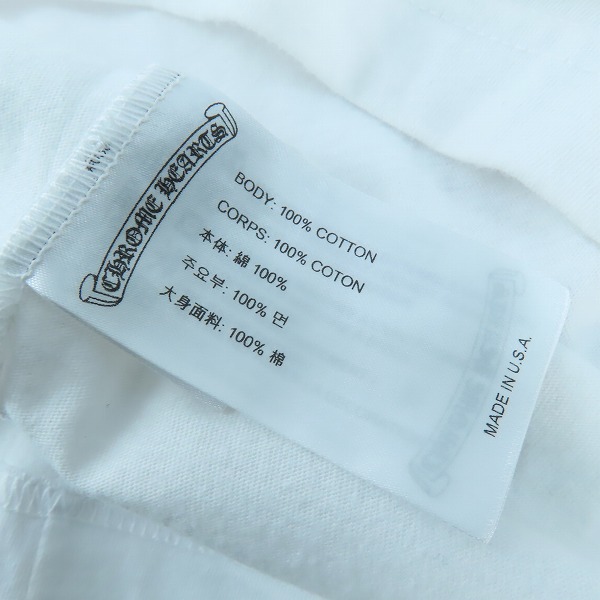 CHROME HEARTS
BODY: 100% COTTON
CORPS: 100% COTON
本体: 綿 100%
주오부: 100% 면
大身面料: 100% 棉
MADE IN U.S.A.